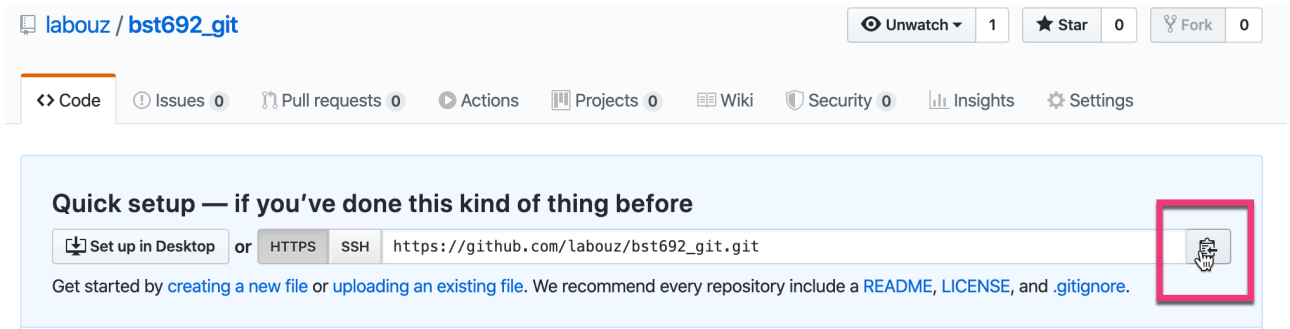 labouz / bst692_git
Unwatch 1 Star 0 Fork 0
<> Code Issues 0 Pull requests 0 Actions Projects 0 Wiki Security 0 Insights Settings
Quick setup — if you’ve done this kind of thing before
Set up in Desktop or HTTPS SSH https://github.com/labouz/bst692_git.git
Get started by creating a new file or uploading an existing file. We recommend every repository include a README, LICENSE, and .gitignore.